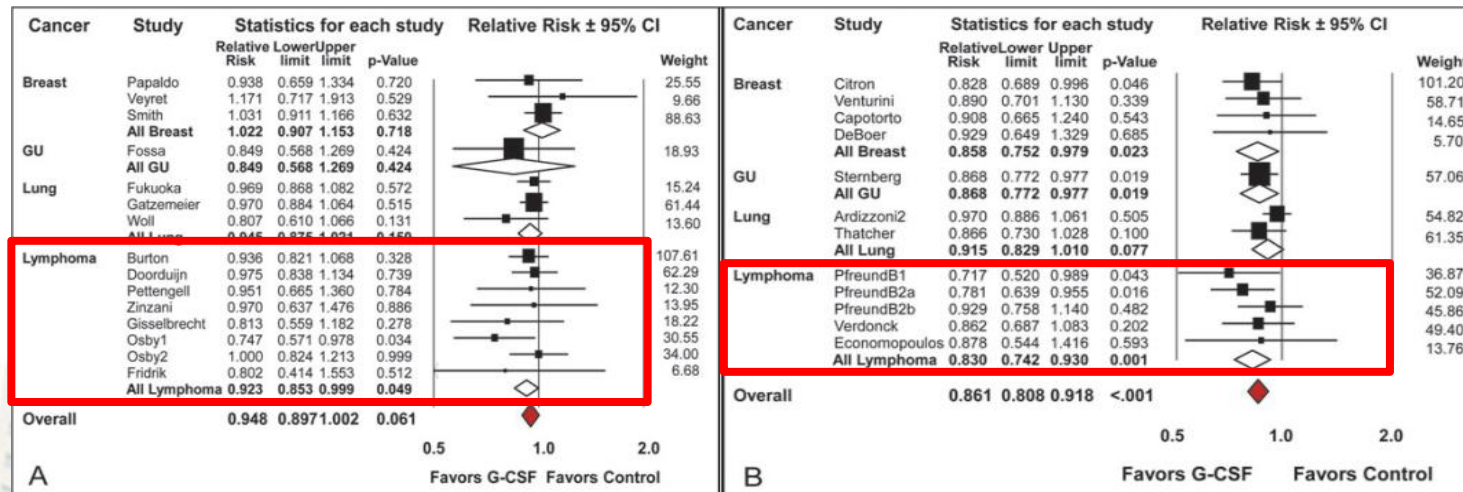 Cancer Study Statistics for each study Relative Risk ± 95% CI
Relative Risk Lower limit Upper limit p-Value Weight
Breast Papaldo 0.938 0.659 1.334 0.720 25.55
Veyret 1.171 0.717 1.913 0.529 9.66
Smith 1.031 0.911 1.166 0.632 88.63
All Breast 1.022 0.907 1.153 0.718
GU Fossa 0.849 0.568 1.269 0.424 18.93
All GU 0.849 0.568 1.269 0.424
Lung Fukuoka 0.969 0.868 1.082 0.572 15.24
Gatzemeier 0.970 0.884 1.064 0.515 61.44
Woll 0.807 0.610 1.066 0.131 13.60
All Lung 0.945 0.875 1.021 0.150
Lymphoma Burton 0.936 0.821 1.068 0.328 107.61
Doorduijn 0.975 0.838 1.134 0.739 62.29
Pettengell 0.951 0.665 1.360 0.784 12.30
Zinzani 0.970 0.637 1.476 0.886 13.95
Gisselbrecht 0.813 0.559 1.182 0.278 18.22
Osby1 0.747 0.571 0.978 0.034 30.55
Osby2 1.000 0.824 1.213 0.999 34.00
Fridrik 0.802 0.414 1.553 0.512 6.68
All Lymphoma 0.923 0.853 0.999 0.049
Overall 0.948 0.897 1.002 0.061
0.5 1.0 2.0
A Favors G-CSF Favors Control
Cancer Study Statistics for each study Relative Risk ± 95% CI
Relative Risk Lower limit Upper limit p-Value Weight
Breast Citron 0.828 0.689 0.996 0.046 101.20
Venturini 0.890 0.701 1.130 0.339 58.71
Capotorto 0.908 0.665 1.240 0.543 14.65
DeBoer 0.929 0.649 1.329 0.685 5.70
All Breast 0.858 0.752 0.979 0.023
GU Sternberg 0.868 0.772 0.977 0.019 57.06
All GU 0.868 0.772 0.977 0.019
Lung Ardizzoni2 0.970 0.886 1.061 0.505 54.82
Thatcher 0.866 0.730 1.028 0.100 61.35
All Lung 0.915 0.829 1.010 0.077
Lymphoma PfreundB1 0.717 0.520 0.989 0.043 36.87
PfreundB2a 0.781 0.639 0.955 0.016 52.09
PfreundB2b 0.929 0.758 1.140 0.482 45.86
Verdonck 0.862 0.687 1.083 0.202 49.40
Economopoulos 0.878 0.544 1.416 0.593 13.76
All Lymphoma 0.830 0.742 0.930 0.001
Overall 0.861 0.808 0.918 <.001
0.5 1.0 2.0
B Favors G-CSF Favors Control